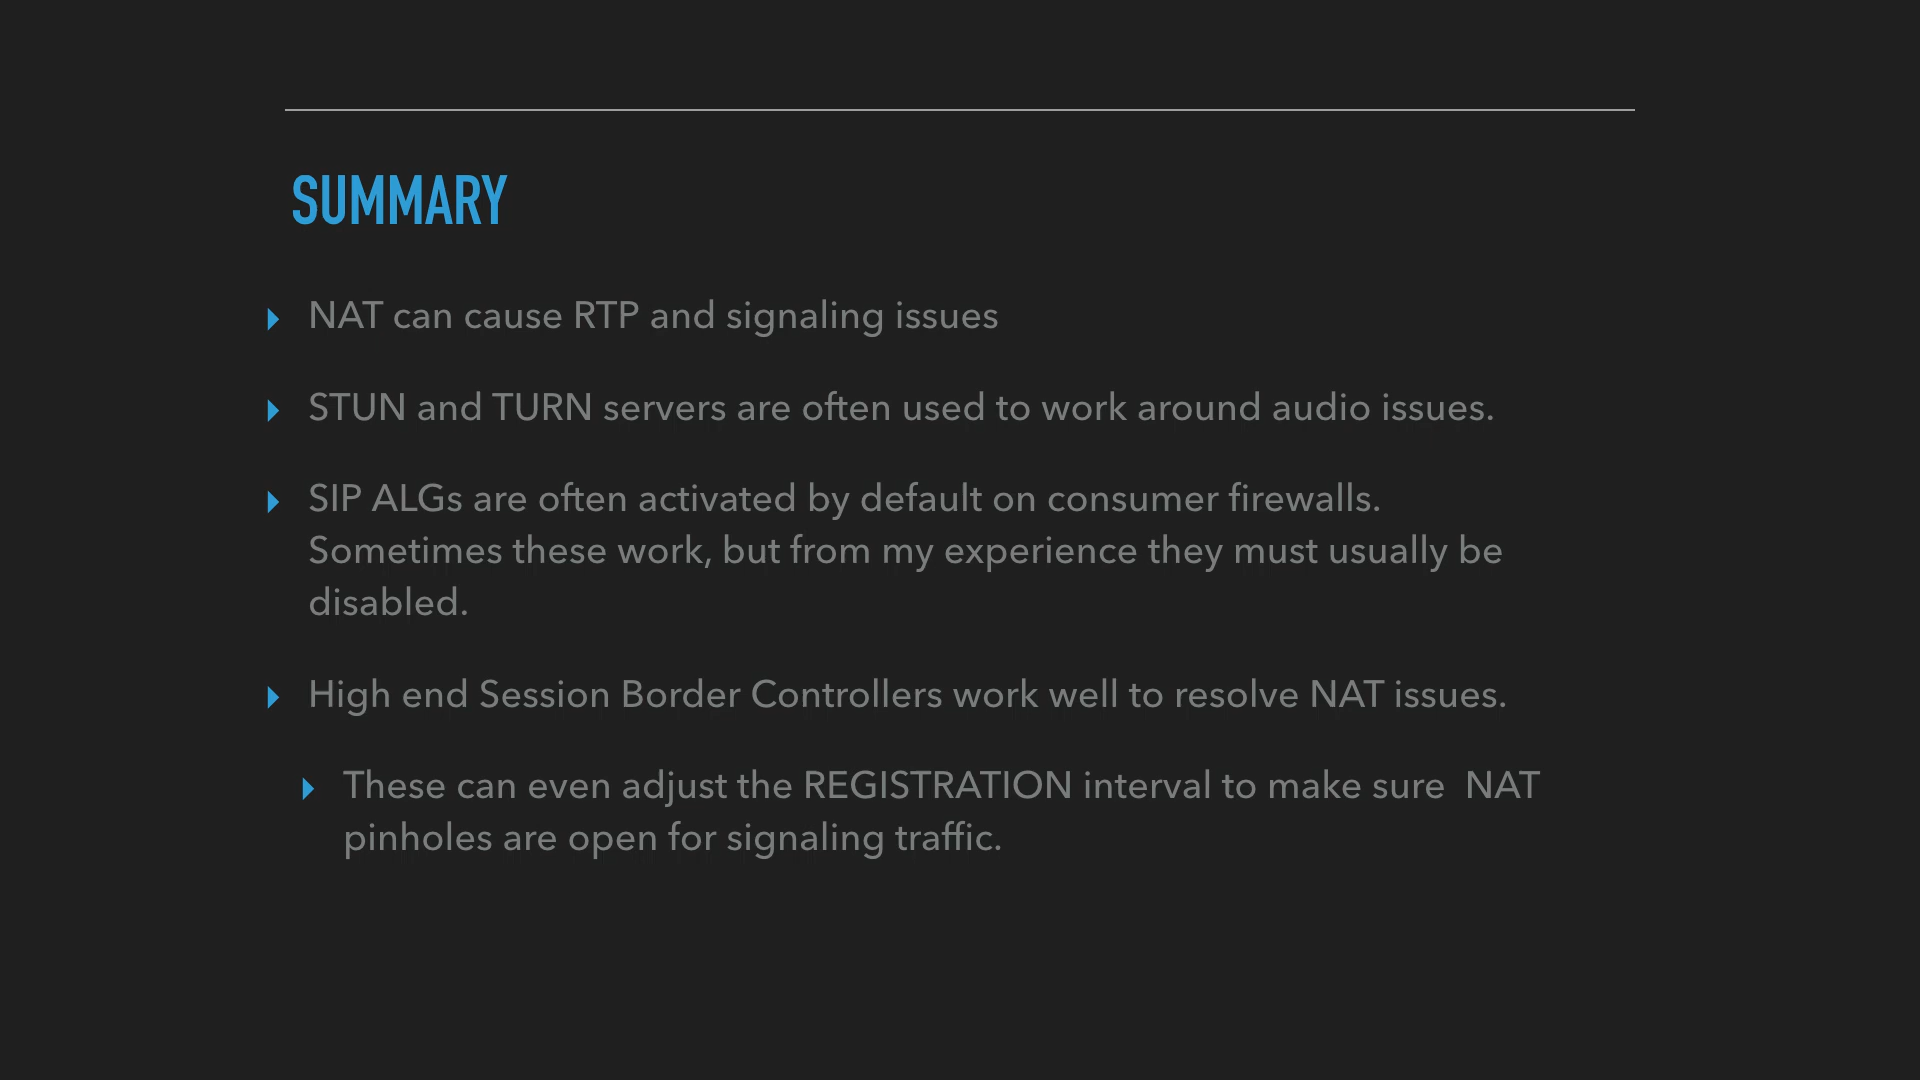 SUMMARY
NAT can cause RTP and signaling issues
STUN and TURN servers are often used to work around audio issues.
SIP ALGs are often activated by default on consumer firewalls.
Sometimes these work, but from my experience they must usually be
disabled.
High end Session Border Controllers work well to resolve NAT issues.
These can even adjust the REGISTRATION interval to make sure  NAT
pinholes are open for signaling traffic.